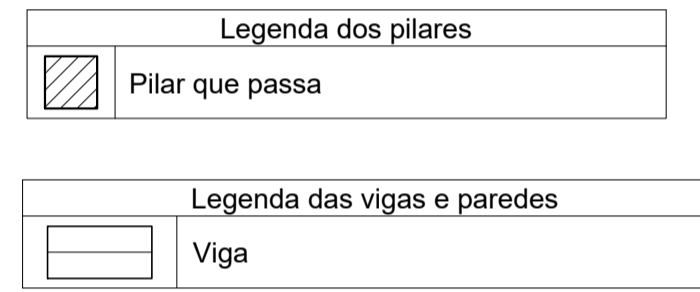 Legenda dos pilares
Pilar que passa
Legenda das vigas e paredes
Viga